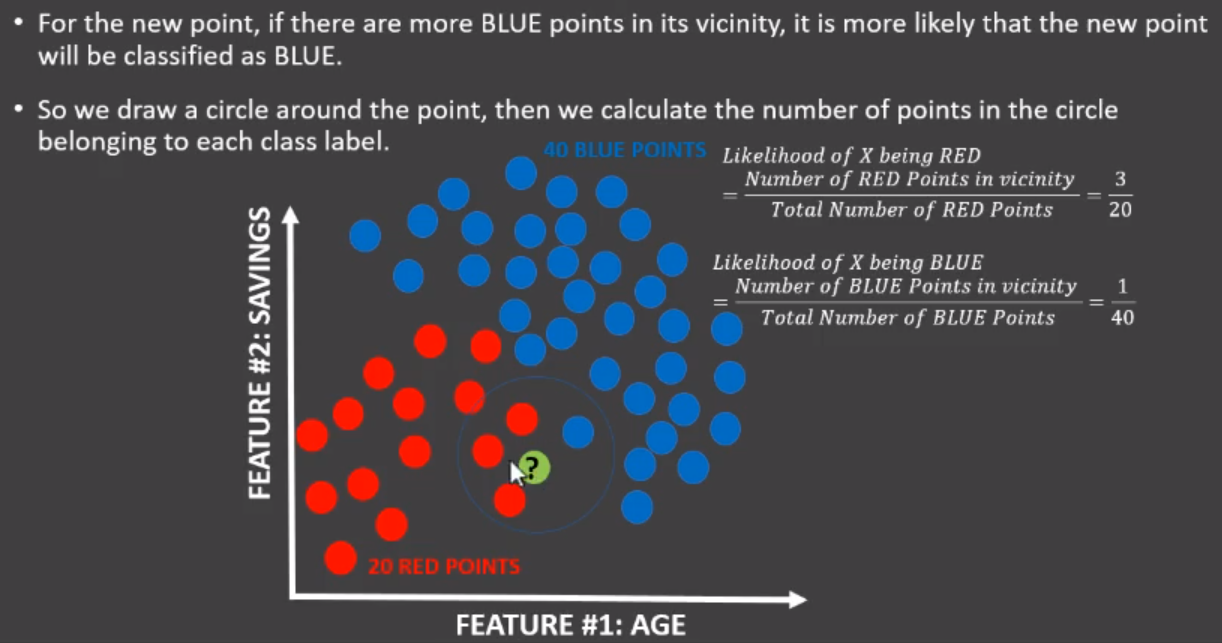 • For the new point, if there are more BLUE points in its vicinity, it is more likely that the new point
will be classified as BLUE.
• So we draw a circle around the point, then we calculate the number of points in the circle
belonging to each class label.
40 BLUE POINTS
Likelihood of X being RED
= Number of RED Points in vicinity / Total Number of RED Points = 3 / 20
Likelihood of X being BLUE
= Number of BLUE Points in vicinity / Total Number of BLUE Points = 1 / 40
FEATURE #2: SAVINGS
?
20 RED POINTS
FEATURE #1: AGE